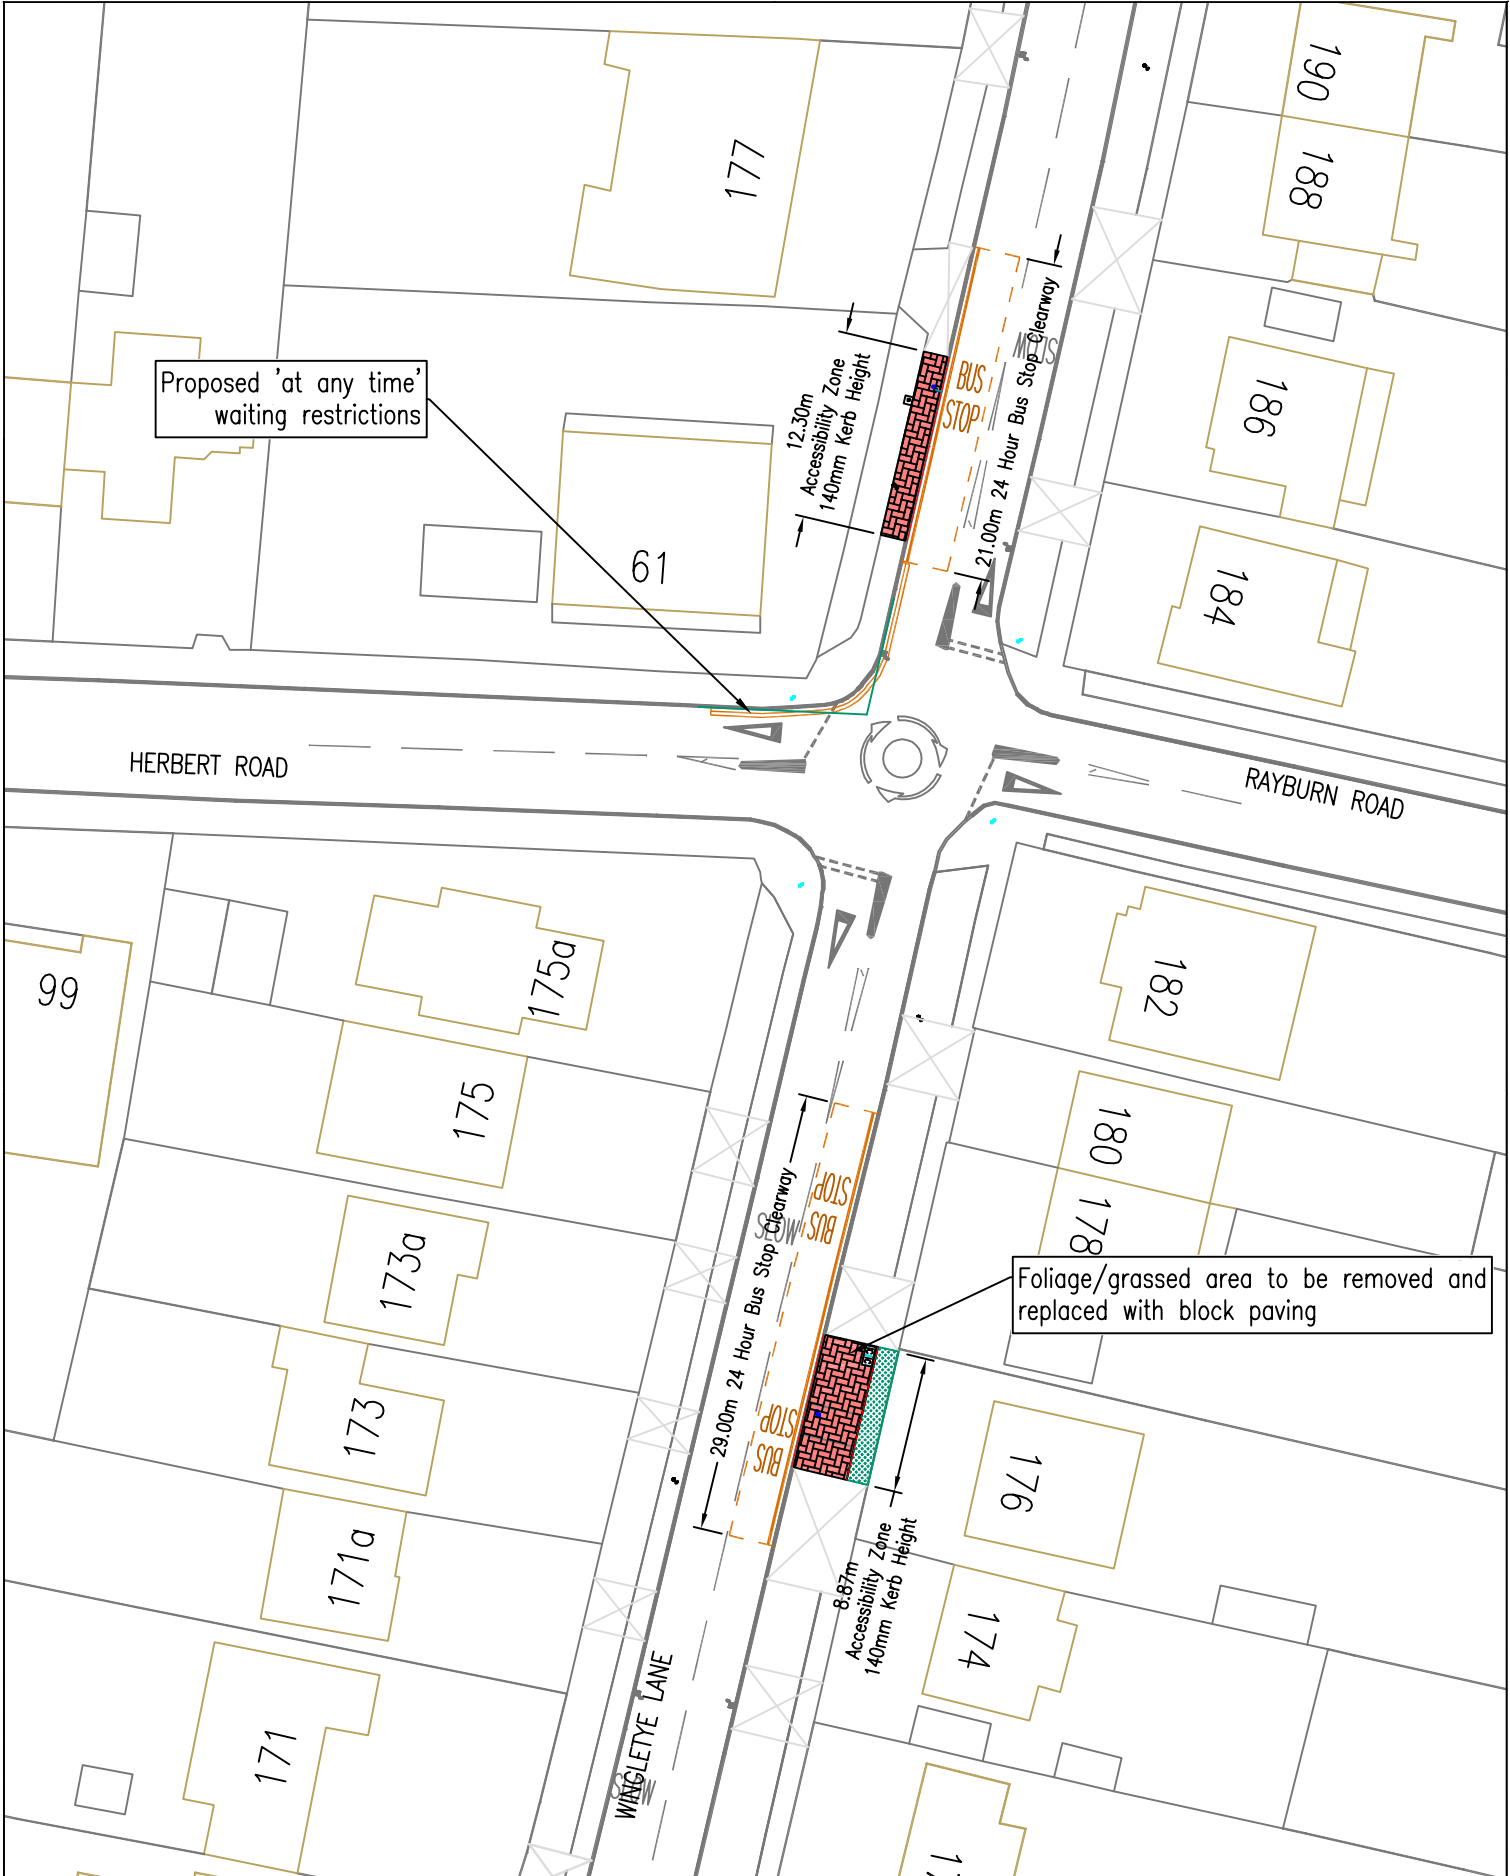 190
177
188
21.00m 24 Hour Bus Stop Clearway
SLOW
Proposed 'at any time'
waiting restrictions
12.30m
Accessibility Zone
140mm Kerb Height
BUS
STOP
186
61
184
HERBERT ROAD
RAYBURN ROAD
99
175a
182
175
180
178
STOP
BUS
SLOW
29.00m 24 Hour Bus Stop Clearway
173a
Foliage/grassed area to be removed and
replaced with block paving
173
STOP
BUS
176
171a
8.87m
Accessibility Zone
140mm Kerb Height
174
WINGLETYE LANE
SLOW
171